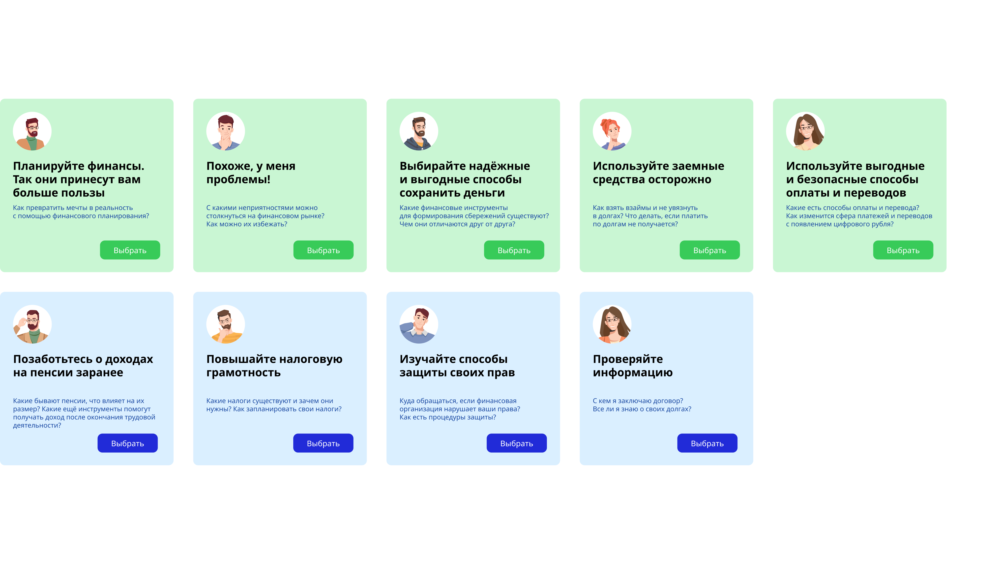 Планируйте финансы.
Так они принесут вам
больше пользы
Как превратить мечты в реальность
с помощью финансового планирования?
Выбрать
Похоже, у меня
проблемы!
С какими неприятностями можно
столкнуться на финансовом рынке?
Как можно их избежать?
Выбрать
Выбирайте надёжные
и выгодные способы
сохранить деньги
Какие финансовые инструменты
для формирования сбережений существуют?
Чем они отличаются друг от друга?
Выбрать
Используйте заемные
средства осторожно
Как взять взаймы и не увязнуть
в долгах? Что делать, если платить
по долгам не получается?
Выбрать
Используйте выгодные
и безопасные способы
оплаты и переводов
Какие есть способы оплаты и перевода?
Как изменится сфера платежей и переводов
с появлением цифрового рубля?
Выбрать
Позаботьтесь о доходах
на пенсии заранее
Какие бывают пенсии, что влияет на их
размер? Какие ещё инструменты помогут
получать доход после окончания трудовой
деятельности?
Выбрать
Повышайте налоговую
грамотность
Какие налоги существуют и зачем они
нужны? Как запланировать свои налоги?
Выбрать
Изучайте способы
защиты своих прав
Куда обращаться, если финансовая
организация нарушает ваши права?
Как есть процедуры защиты?
Выбрать
Проверяйте
информацию
С кем я заключаю договор?
Все ли я знаю о своих долгах?
Выбрать